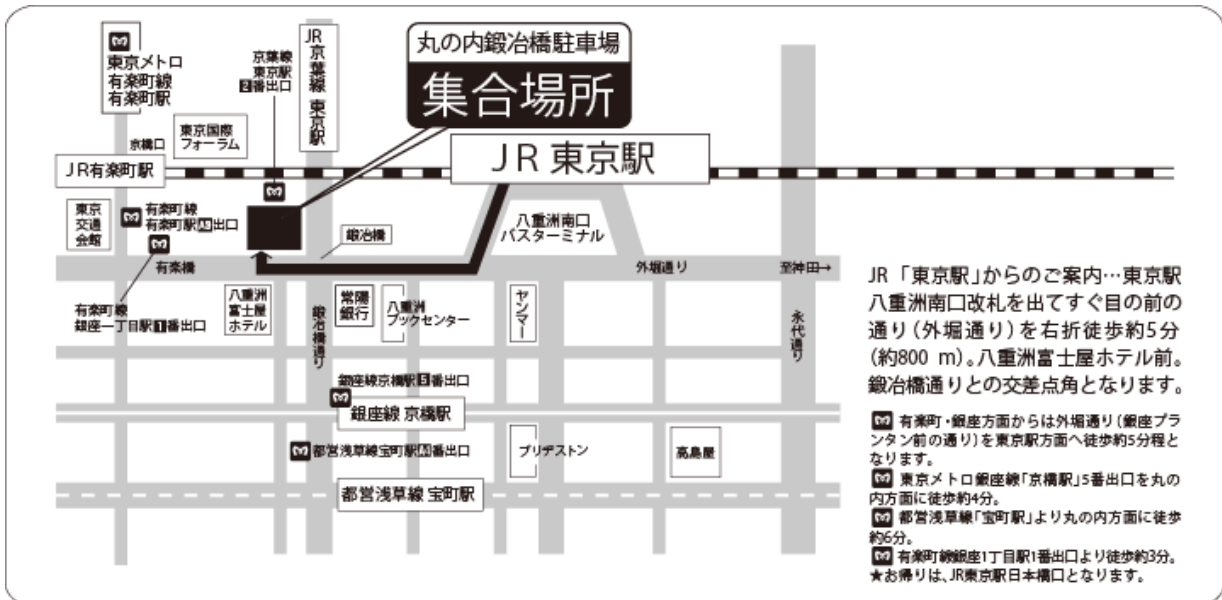 東京メトロ
有楽町線
有楽町駅
京葉線
東京駅
2番出口
JR京葉線 東京駅
丸の内鍛冶橋駐車場
集合場所
京橋口
東京国際
フォーラム
JR有楽町駅
JR 東京駅
東京
交通
会館
有楽町線
有楽町駅A9出口
鍛冶橋
八重洲南口
バスターミナル
有楽橋
外堀通り
至神田→
有楽町線
銀座一丁目駅1番出口
八重洲
富士屋
ホテル
鍛冶橋通り
常陽
銀行
八重洲
ブックセンター
ヤンマー
永代通り
銀座線京橋駅5番出口
銀座線 京橋駅
都営浅草線宝町駅A4番出口
ブリヂストン
高島屋
都営浅草線 宝町駅
JR「東京駅」からのご案内…東京駅
八重洲南口改札を出てすぐ目の前の
通り(外堀通り)を右折徒歩約5分
(約800 m)。八重洲富士屋ホテル前。
鍛冶橋通りとの交差点角となります。
有楽町・銀座方面からは外堀通り(銀座プラ
ンタン前の通り)を東京駅方面へ徒歩約5分程と
なります。
東京メトロ銀座線「京橋駅」5番出口を丸の
内方面に徒歩約4分。
都営浅草線「宝町駅」より丸の内方面に徒歩
約6分。
有楽町線銀座1丁目駅1番出口より徒歩約3分。
★お帰りは、JR東京駅日本橋口となります。